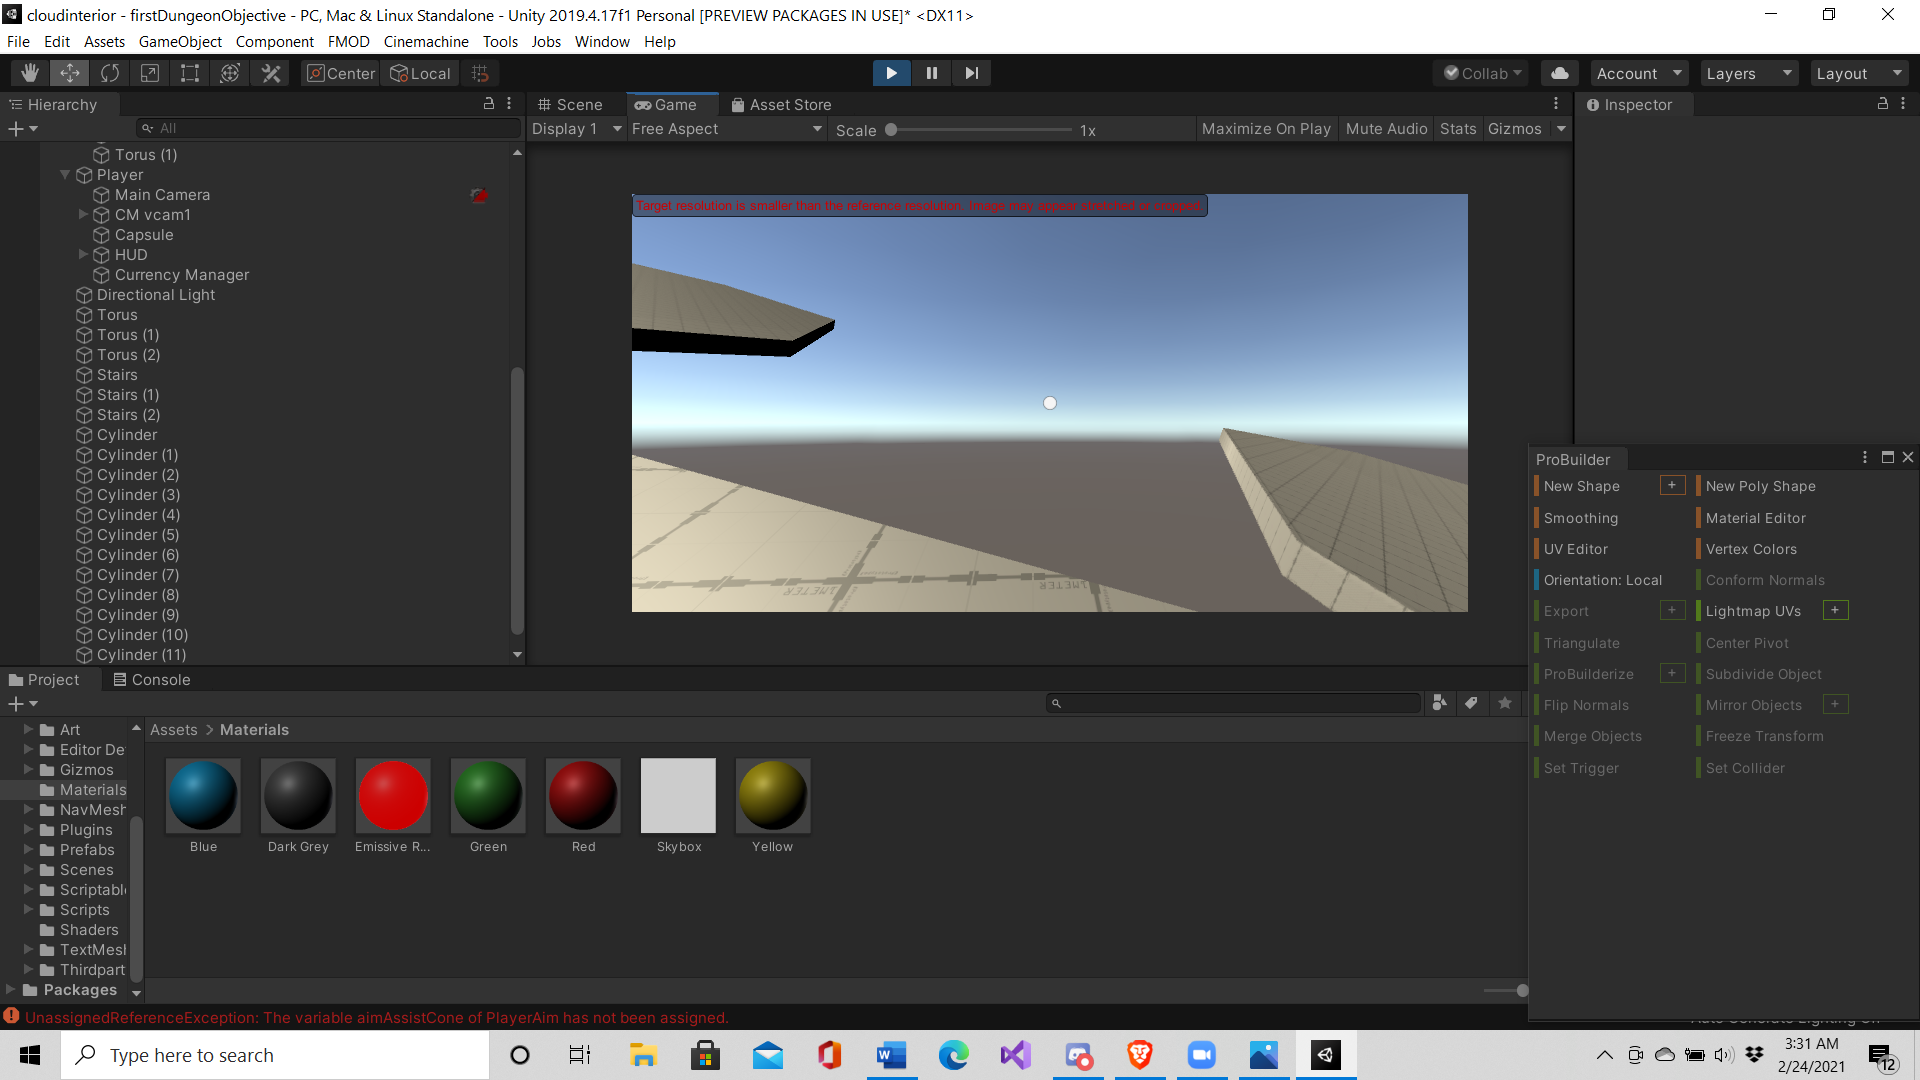 cloudinterior - firstDungeonObjective - PC, Mac & Linux Standalone - Unity 2019.4.17f1 Personal [PREVIEW PACKAGES IN USE]* <DX11>
File Edit Assets GameObject Component FMOD Cinemachine Tools Jobs Window Help
Center Local Collab Account Layers Layout
Hierarchy Scene Game Asset Store Inspector
All Display 1 Free Aspect Scale 1x Maximize On Play Mute Audio Stats Gizmos
Torus (1)
Player
Main Camera
CM vcam1
Capsule
HUD
Currency Manager
Directional Light
Torus
Torus (1)
Torus (2)
Stairs
Stairs (1)
Stairs (2)
Cylinder
Cylinder (1)
Cylinder (2)
Cylinder (3)
Cylinder (4)
Cylinder (5)
Cylinder (6)
Cylinder (7)
Cylinder (8)
Cylinder (9)
Cylinder (10)
Cylinder (11)
Target resolution is smaller than the reference resolution. Image may appear stretched or cropped.
ProBuilder
New Shape + New Poly Shape
Smoothing Material Editor
UV Editor Vertex Colors
Orientation: Local Conform Normals
Export + Lightmap UVs +
Triangulate Center Pivot
ProBuilderize + Subdivide Object
Flip Normals Mirror Objects +
Merge Objects Freeze Transform
Set Trigger Set Collider
Project Console
Assets > Materials
Art
Editor De
Gizmos
Materials
NavMesh
Plugins
Prefabs
Scenes
Scriptabl
Scripts
Shaders
TextMesh
Thirdpart
Packages
Blue Dark Grey Emissive R... Green Red Skybox Yellow
UnassignedReferenceException: The variable aimAssistCone of PlayerAim has not been assigned.
Type here to search
3:31 AM
2/24/2021
12